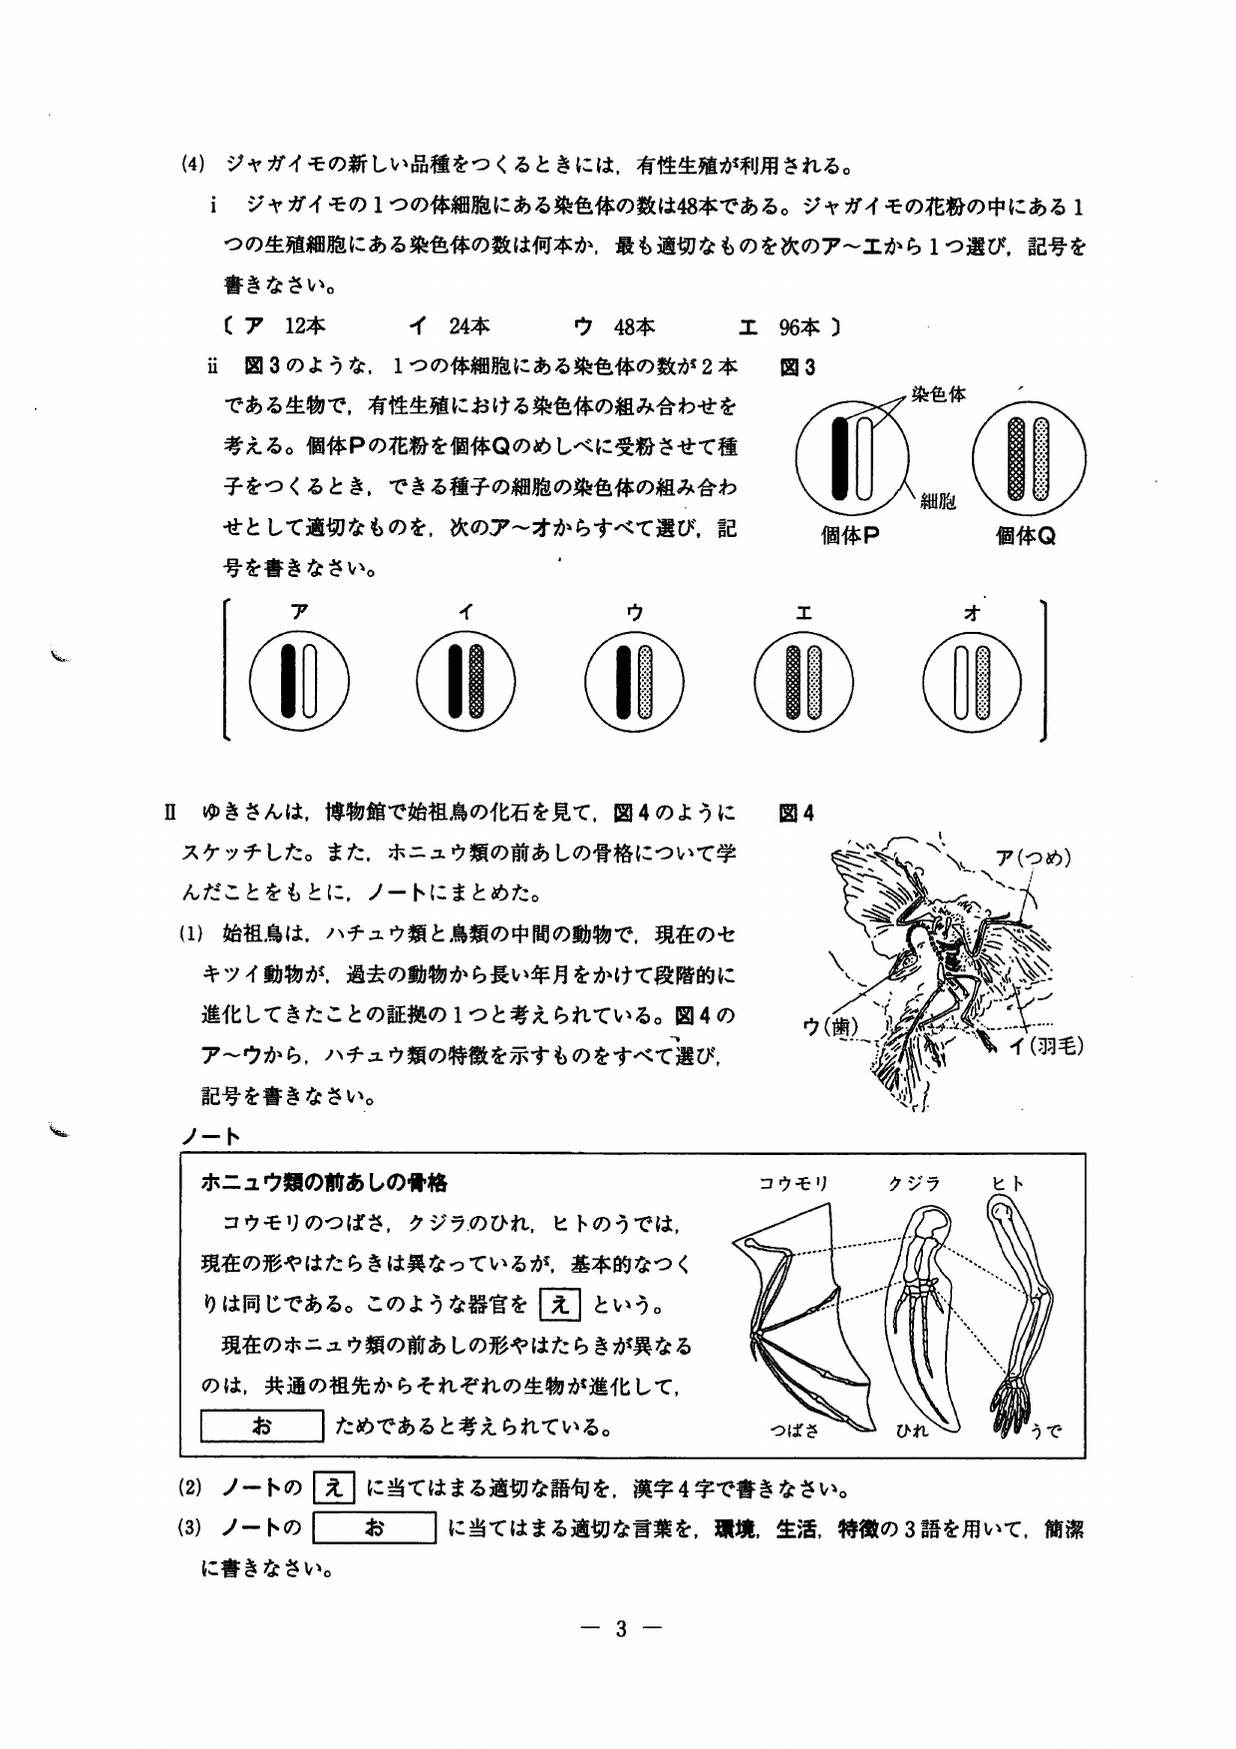 (4) ジャガイモの新しい品種をつくるときには，有性生殖が利用される。
ⅰ ジャガイモの１つの体細胞にある染色体の数は48本である。ジャガイモの花粉の中にある１
つの生殖細胞にある染色体の数は何本か，最も適切なものを次のア～エから１つ選び，記号を
書きなさい。
〔 ア 12本 イ 24本 ウ 48本 エ 96本 〕
ⅱ 図３のような，１つの体細胞にある染色体の数が２本
である生物で，有性生殖における染色体の組み合わせを
考える。個体Ｐの花粉を個体Ｑのめしべに受粉させて種
子をつくるとき，できる種子の細胞の染色体の組み合わ
せとして適切なものを，次のア～オからすべて選び，記
号を書きなさい。
図３
染色体
細胞
個体Ｐ 個体Ｑ
ア イ ウ エ オ
Ⅱ ゆきさんは，博物館で始祖鳥の化石を見て，図４のように
スケッチした。また，ホニュウ類の前あしの骨格について学
んだことをもとに，ノートにまとめた。
(1) 始祖鳥は，ハチュウ類と鳥類の中間の動物で，現在のセ
キツイ動物が，過去の動物から長い年月をかけて段階的に
進化してきたことの証拠の１つと考えられている。図４の
ア～ウから，ハチュウ類の特徴を示すものをすべて選び，
記号を書きなさい。
図４
ア(つめ)
ウ(歯)
イ(羽毛)
ノート
ホニュウ類の前あしの骨格
コウモリのつばさ，クジラのひれ，ヒトのうでは，
現在の形やはたらきは異なっているが，基本的なつく
りは同じである。このような器官を え という。
現在のホニュウ類の前あしの形やはたらきが異なる
のは，共通の祖先からそれぞれの生物が進化して，
お ためであると考えられている。
コウモリ クジラ ヒト
つばさ ひれ うで
(2) ノートの え に当てはまる適切な語句を，漢字４字で書きなさい。
(3) ノートの お に当てはまる適切な言葉を，環境，生活，特徴の３語を用いて，簡潔
に書きなさい。
― 3 ―